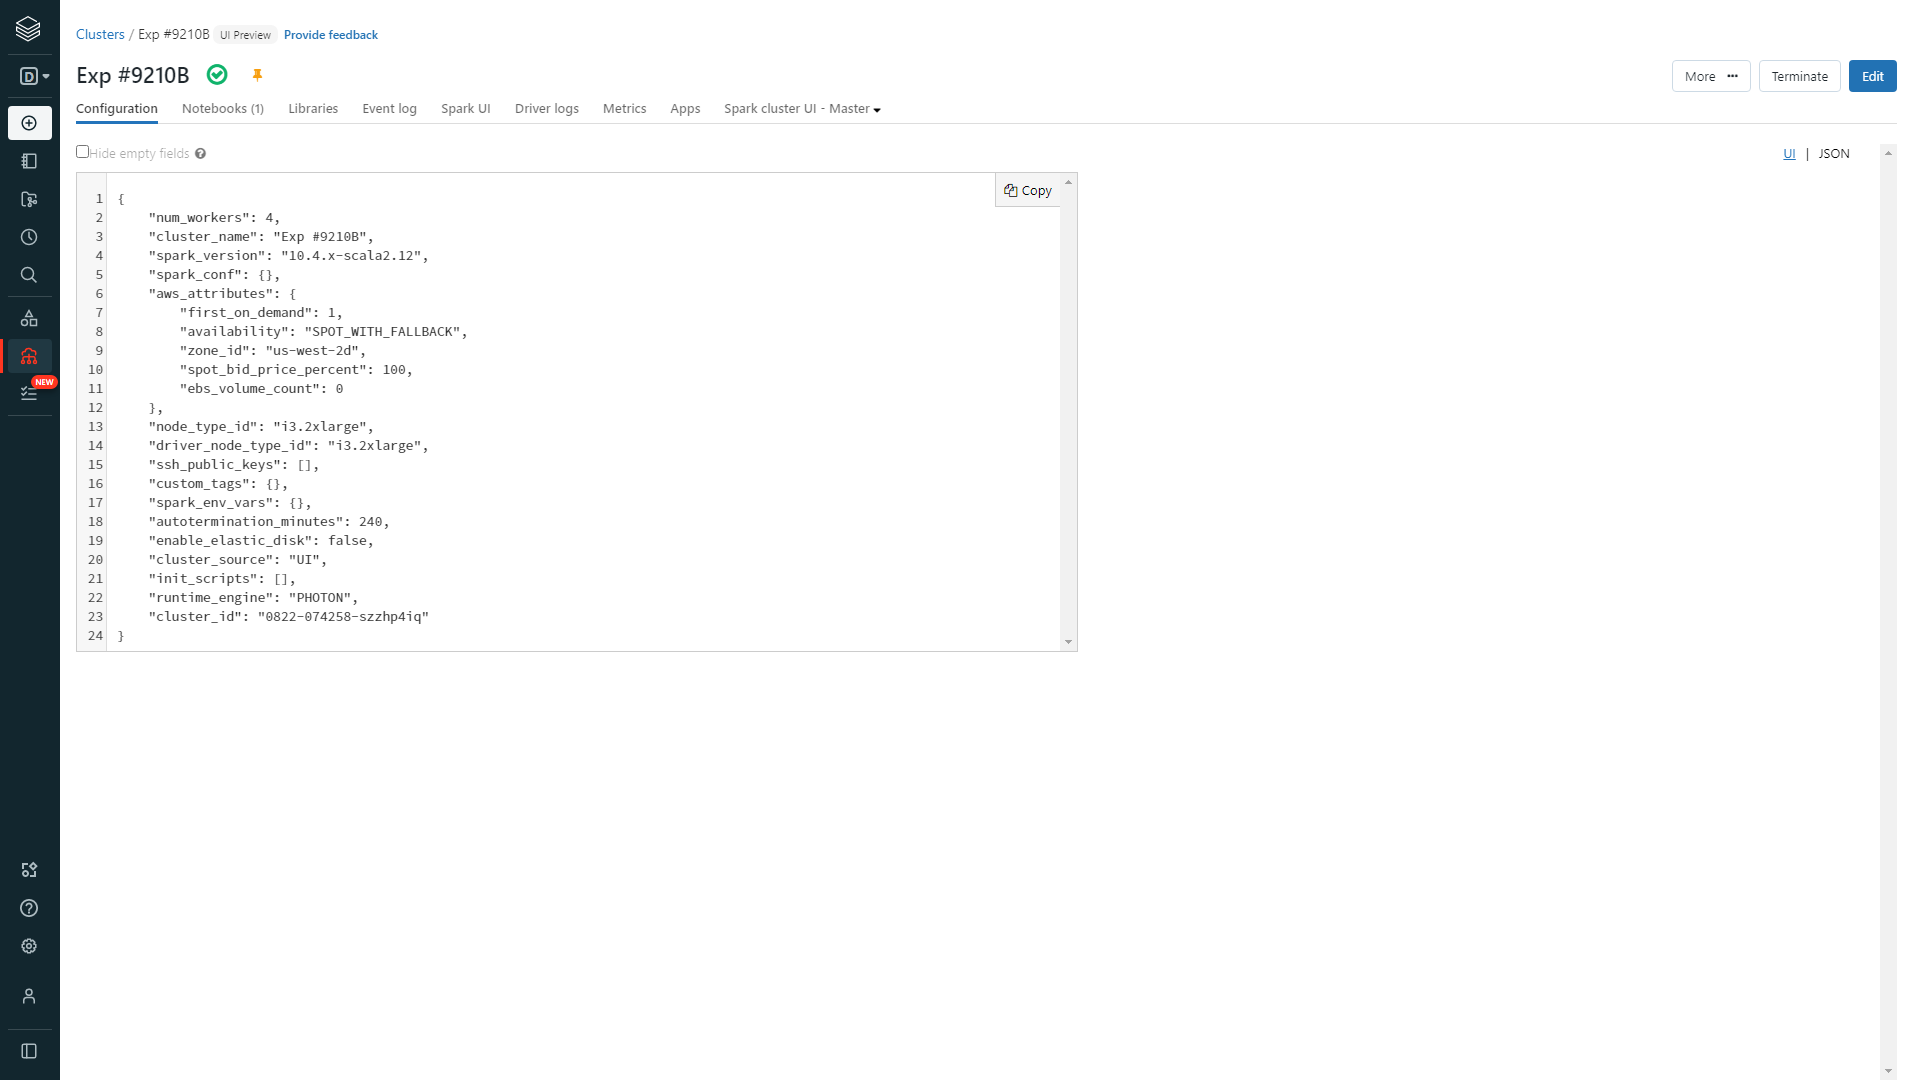 Clusters / Exp #9210B UI Preview Provide feedback
D
Exp #9210B
More ••• Terminate Edit
Configuration Notebooks (1) Libraries Event log Spark UI Driver logs Metrics Apps Spark cluster UI - Master
Hide empty fields
UI | JSON
Copy
1 {
2 "num_workers": 4,
3 "cluster_name": "Exp #9210B",
4 "spark_version": "10.4.x-scala2.12",
5 "spark_conf": {},
6 "aws_attributes": {
7 "first_on_demand": 1,
8 "availability": "SPOT_WITH_FALLBACK",
9 "zone_id": "us-west-2d",
10 "spot_bid_price_percent": 100,
11 "ebs_volume_count": 0
12 },
13 "node_type_id": "i3.2xlarge",
14 "driver_node_type_id": "i3.2xlarge",
15 "ssh_public_keys": [],
16 "custom_tags": {},
17 "spark_env_vars": {},
18 "autotermination_minutes": 240,
19 "enable_elastic_disk": false,
20 "cluster_source": "UI",
21 "init_scripts": [],
22 "runtime_engine": "PHOTON",
23 "cluster_id": "0822-074258-szzhp4iq"
24 }
NEW